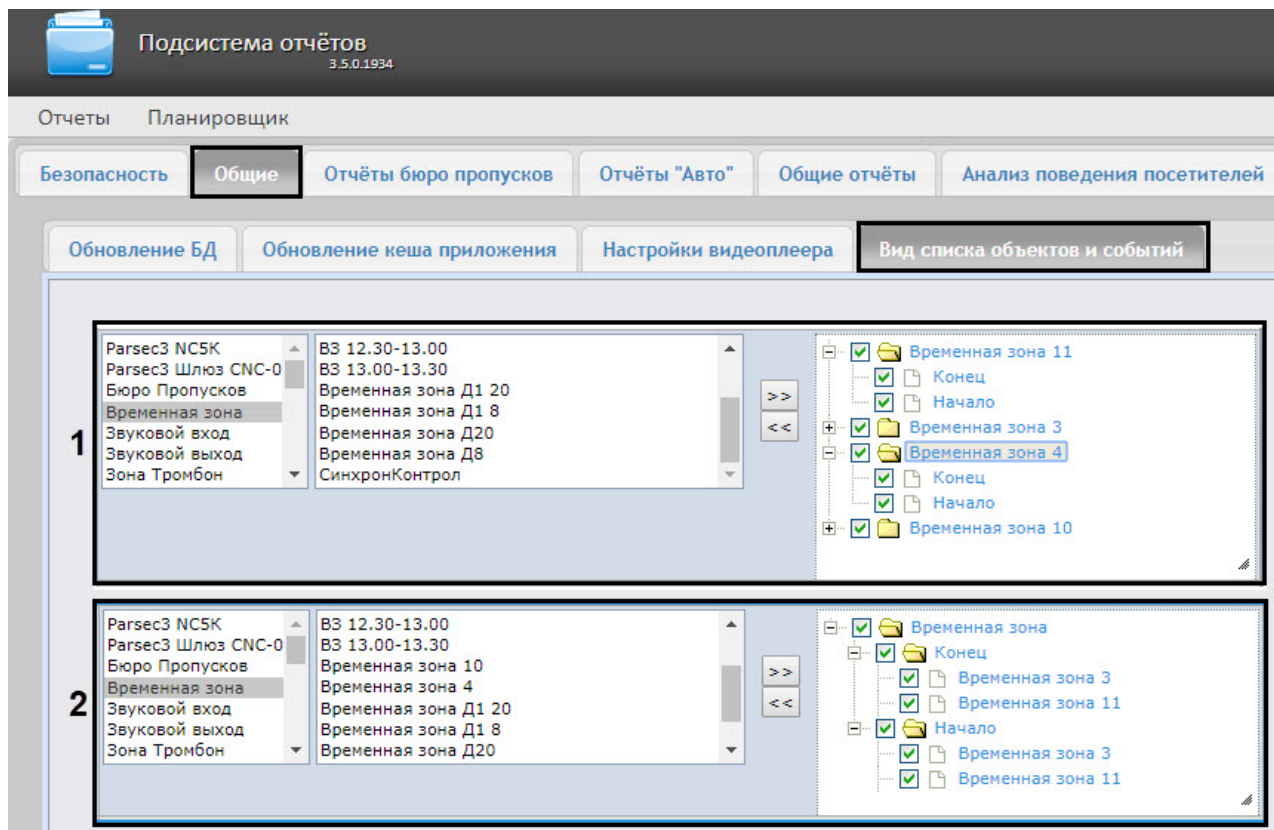 Подсистема отчётов
3.5.0.1934
Отчеты Планировщик
Безопасность Общие Отчёты бюро пропусков Отчёты "Авто" Общие отчёты Анализ поведения посетителей
Обновление БД Обновление кеша приложения Настройки видеоплеера Вид списка объектов и событий
1
Parsec3 NC5K
Parsec3 Шлюз CNC-0
Бюро Пропусков
Временная зона
Звуковой вход
Звуковой выход
Зона Тромбон
ВЗ 12.30-13.00
ВЗ 13.00-13.30
Временная зона Д1 20
Временная зона Д1 8
Временная зона Д20
Временная зона Д8
СинхронКонтрол
>>
<<
Временная зона 11
Конец
Начало
Временная зона 3
Временная зона 4
Конец
Начало
Временная зона 10
2
Parsec3 NC5K
Parsec3 Шлюз CNC-0
Бюро Пропусков
Временная зона
Звуковой вход
Звуковой выход
Зона Тромбон
ВЗ 12.30-13.00
ВЗ 13.00-13.30
Временная зона 10
Временная зона 4
Временная зона Д1 20
Временная зона Д1 8
Временная зона Д20
>>
<<
Временная зона
Конец
Временная зона 3
Временная зона 11
Начало
Временная зона 3
Временная зона 11